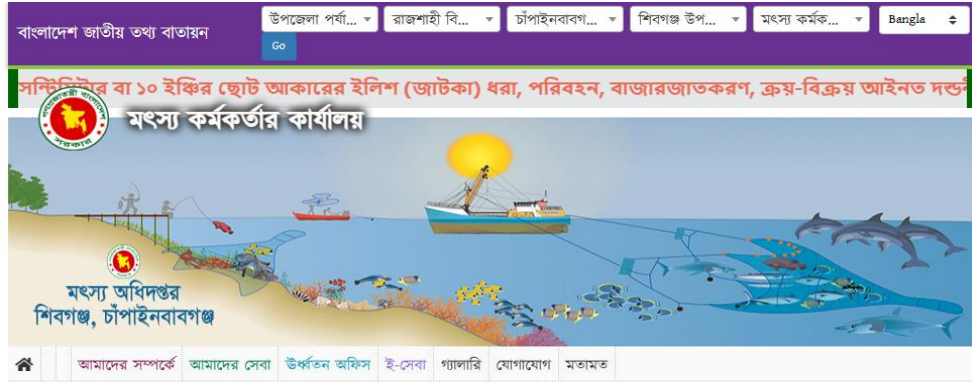 বাংলাদেশ জাতীয় তথ্য বাতায়ন
উপজেলা পর্যা... রাজশাহী বি... চাঁপাইনবাবগ... শিবগঞ্জ উপ... মৎস্য কর্মক... Bangla
Go
সন্টিমিটার বা ১০ ইঞ্চির ছোট আকারের ইলিশ (জাটকা) ধরা, পরিবহন, বাজারজাতকরণ, ক্রয়-বিক্রয় আইনত দন্ডনী
মৎস্য কর্মকর্তার কার্যালয়
মৎস্য অধিদপ্তর
শিবগঞ্জ, চাঁপাইনবাবগঞ্জ
আমাদের সম্পর্কে আমাদের সেবা ঊর্ধ্বতন অফিস ই-সেবা গ্যালারি যোগাযোগ মতামত